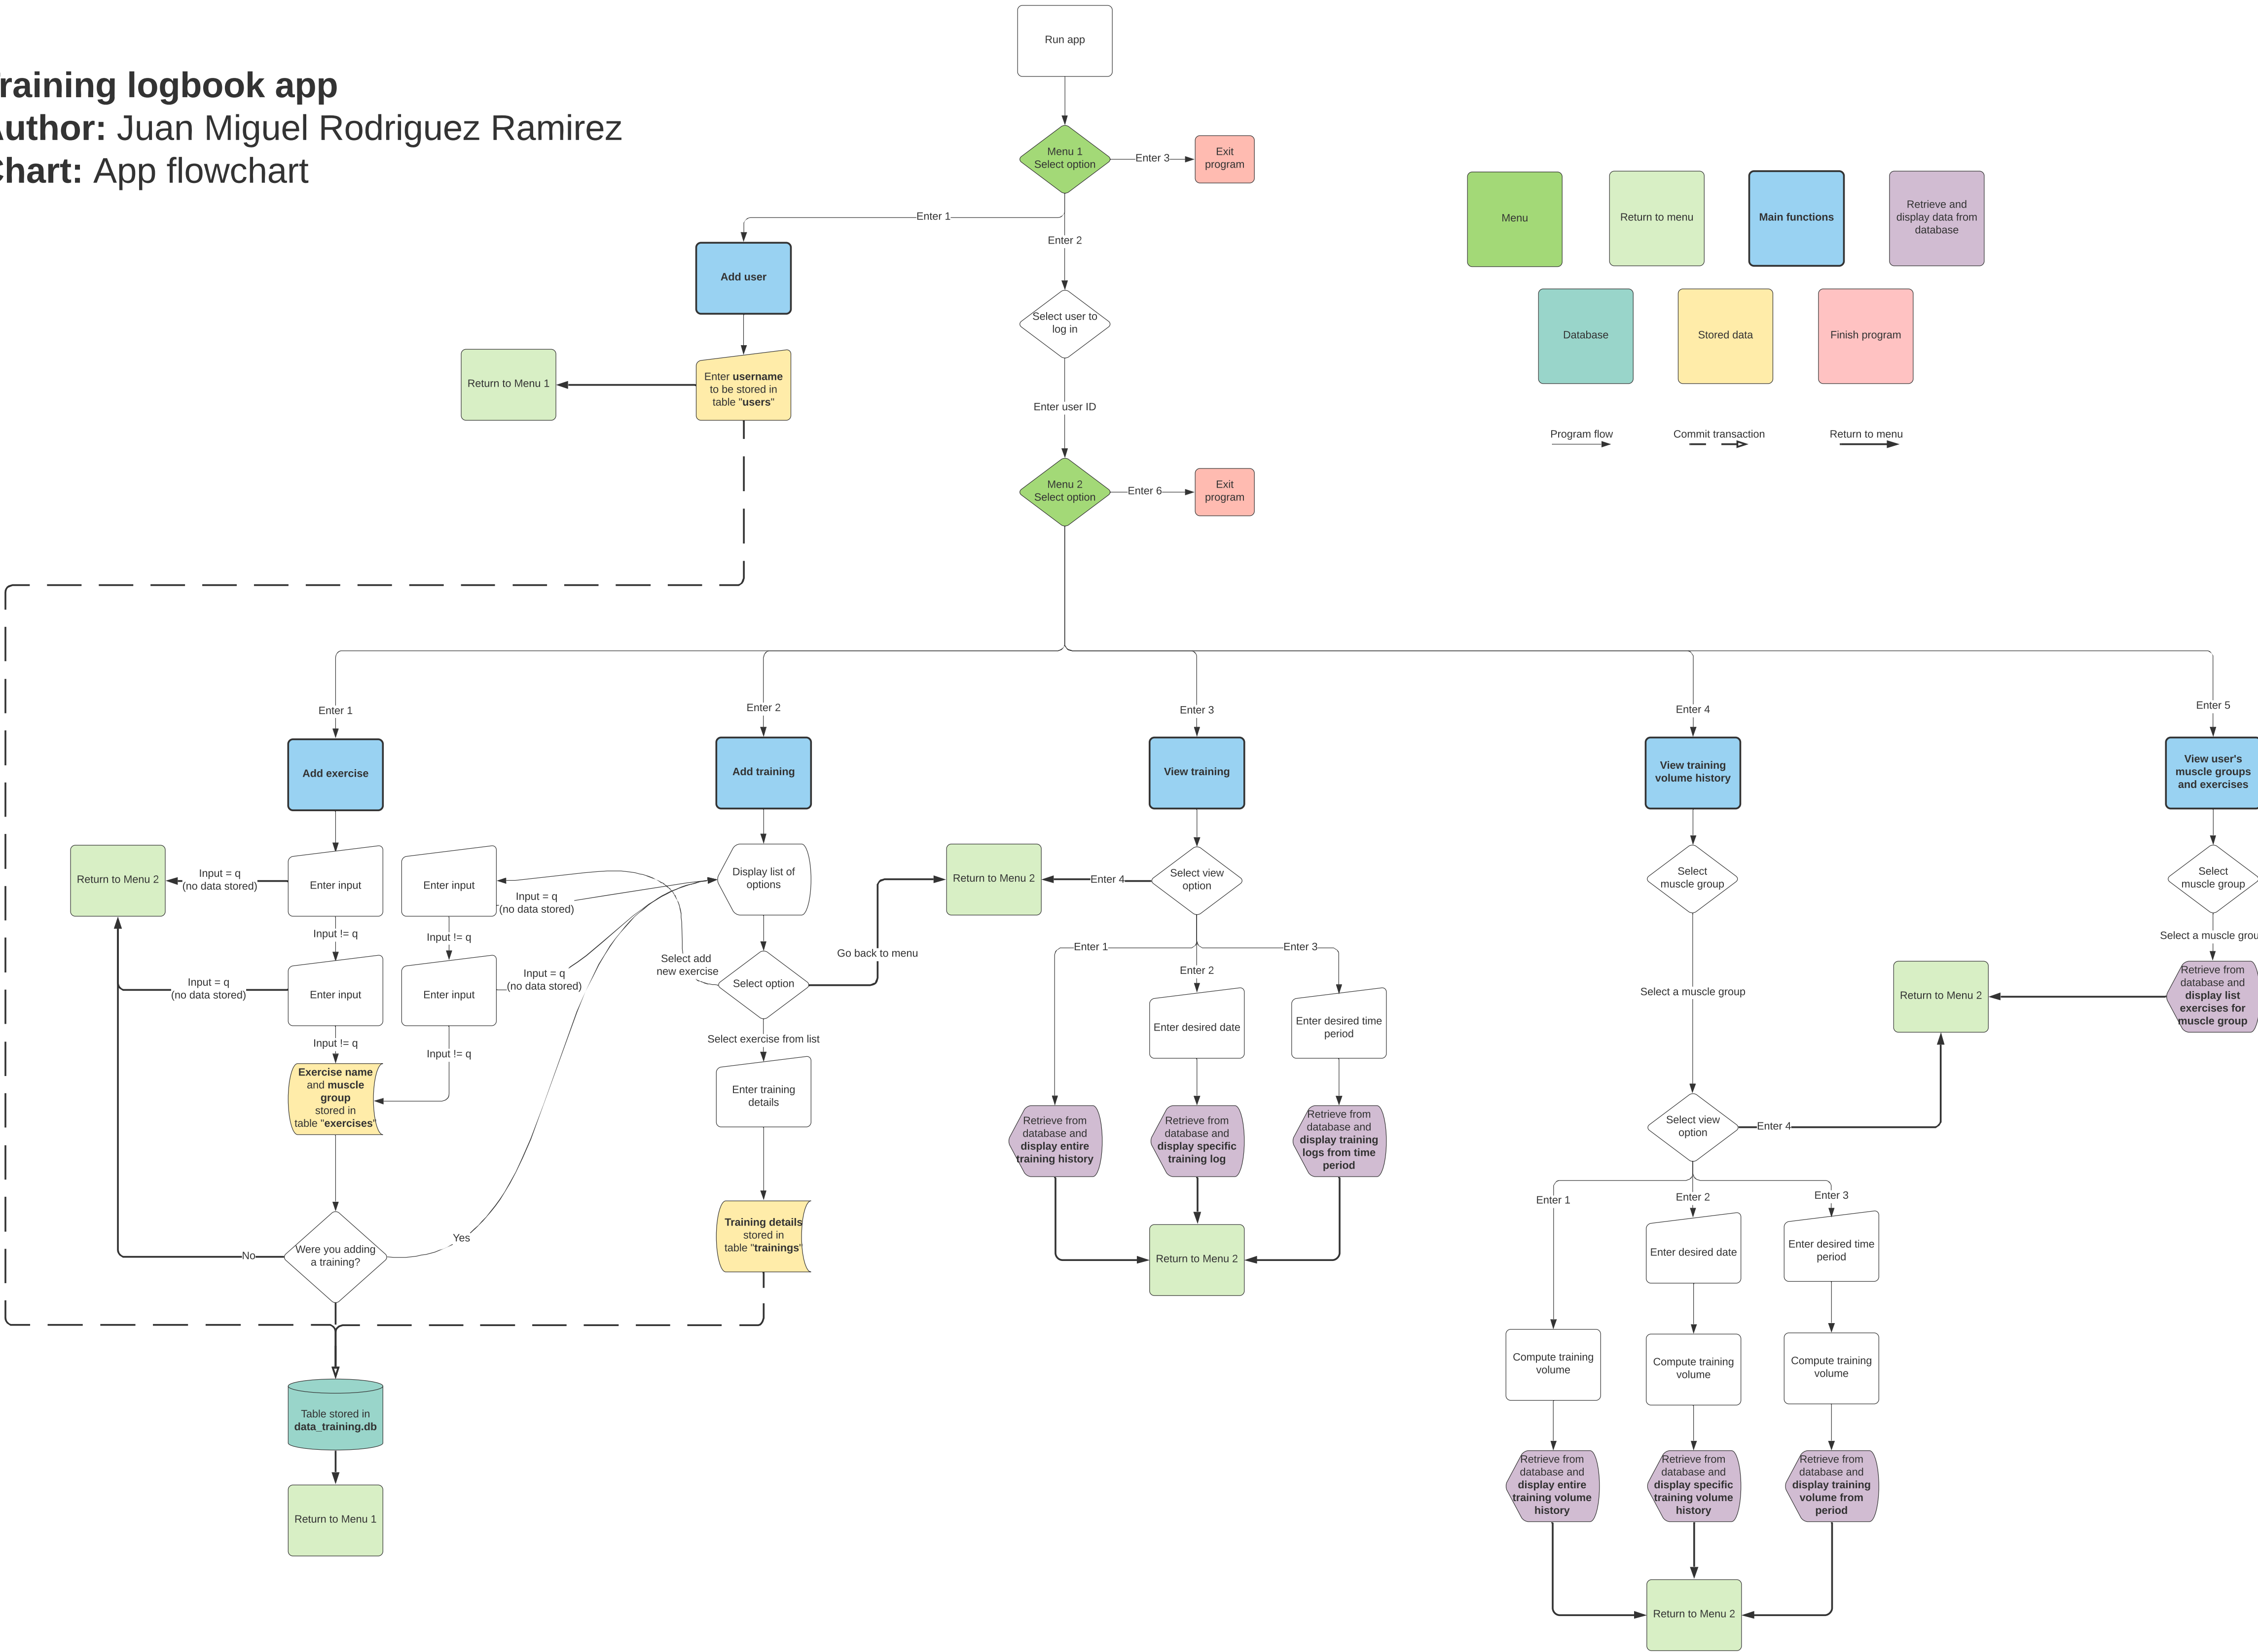 raining logbook app
uthor: Juan Miguel Rodriguez Ramirez
hart: App flowchart
Run app
Menu 1
Select option
Enter 3
Exit
program
Enter 1
Enter 2
Menu
Return to menu
Main functions
Retrieve and
display data from
database
Database
Stored data
Finish program
Program flow
Commit transaction
Return to menu
Add user
Select user to
log in
Return to Menu 1
Enter username
to be stored in
table "users"
Enter user ID
Menu 2
Select option
Enter 6
Exit
program
Enter 1
Enter 2
Enter 3
Enter 4
Enter 5
Add exercise
Add training
View training
View training
volume history
View user's
muscle groups
and exercises
Return to Menu 2
Input = q
(no data stored)
Enter input
Enter input
Input = q
(no data stored)
Display list of
options
Input != q
Input != q
Input = q
(no data stored)
Enter input
Enter input
Input = q
(no data stored)
Select add
new exercise
Select option
Go back to menu
Input != q
Input != q
Select exercise from list
Exercise name
and muscle
group
stored in
table "exercises"
Enter training
details
Were you adding
a training?
No
Yes
Training details
stored in
table "trainings"
Table stored in
data_training.db
Return to Menu 1
Return to Menu 2
Enter 4
Select view
option
Enter 1
Enter 2
Enter 3
Enter desired date
Enter desired time
period
Retrieve from
database and
display entire
training history
Retrieve from
database and
display specific
training log
Retrieve from
database and
display training
logs from time
period
Return to Menu 2
Select
muscle group
Select a muscle group
Select view
option
Enter 4
Enter 1
Enter 2
Enter 3
Enter desired date
Enter desired time
period
Compute training
volume
Compute training
volume
Compute training
volume
Retrieve from
database and
display entire
training volume
history
Retrieve from
database and
display specific
training volume
history
Retrieve from
database and
display training
volume from
period
Return to Menu 2
Select
muscle group
Select a muscle grou
Return to Menu 2
Retrieve from
database and
display list
exercises for
muscle group